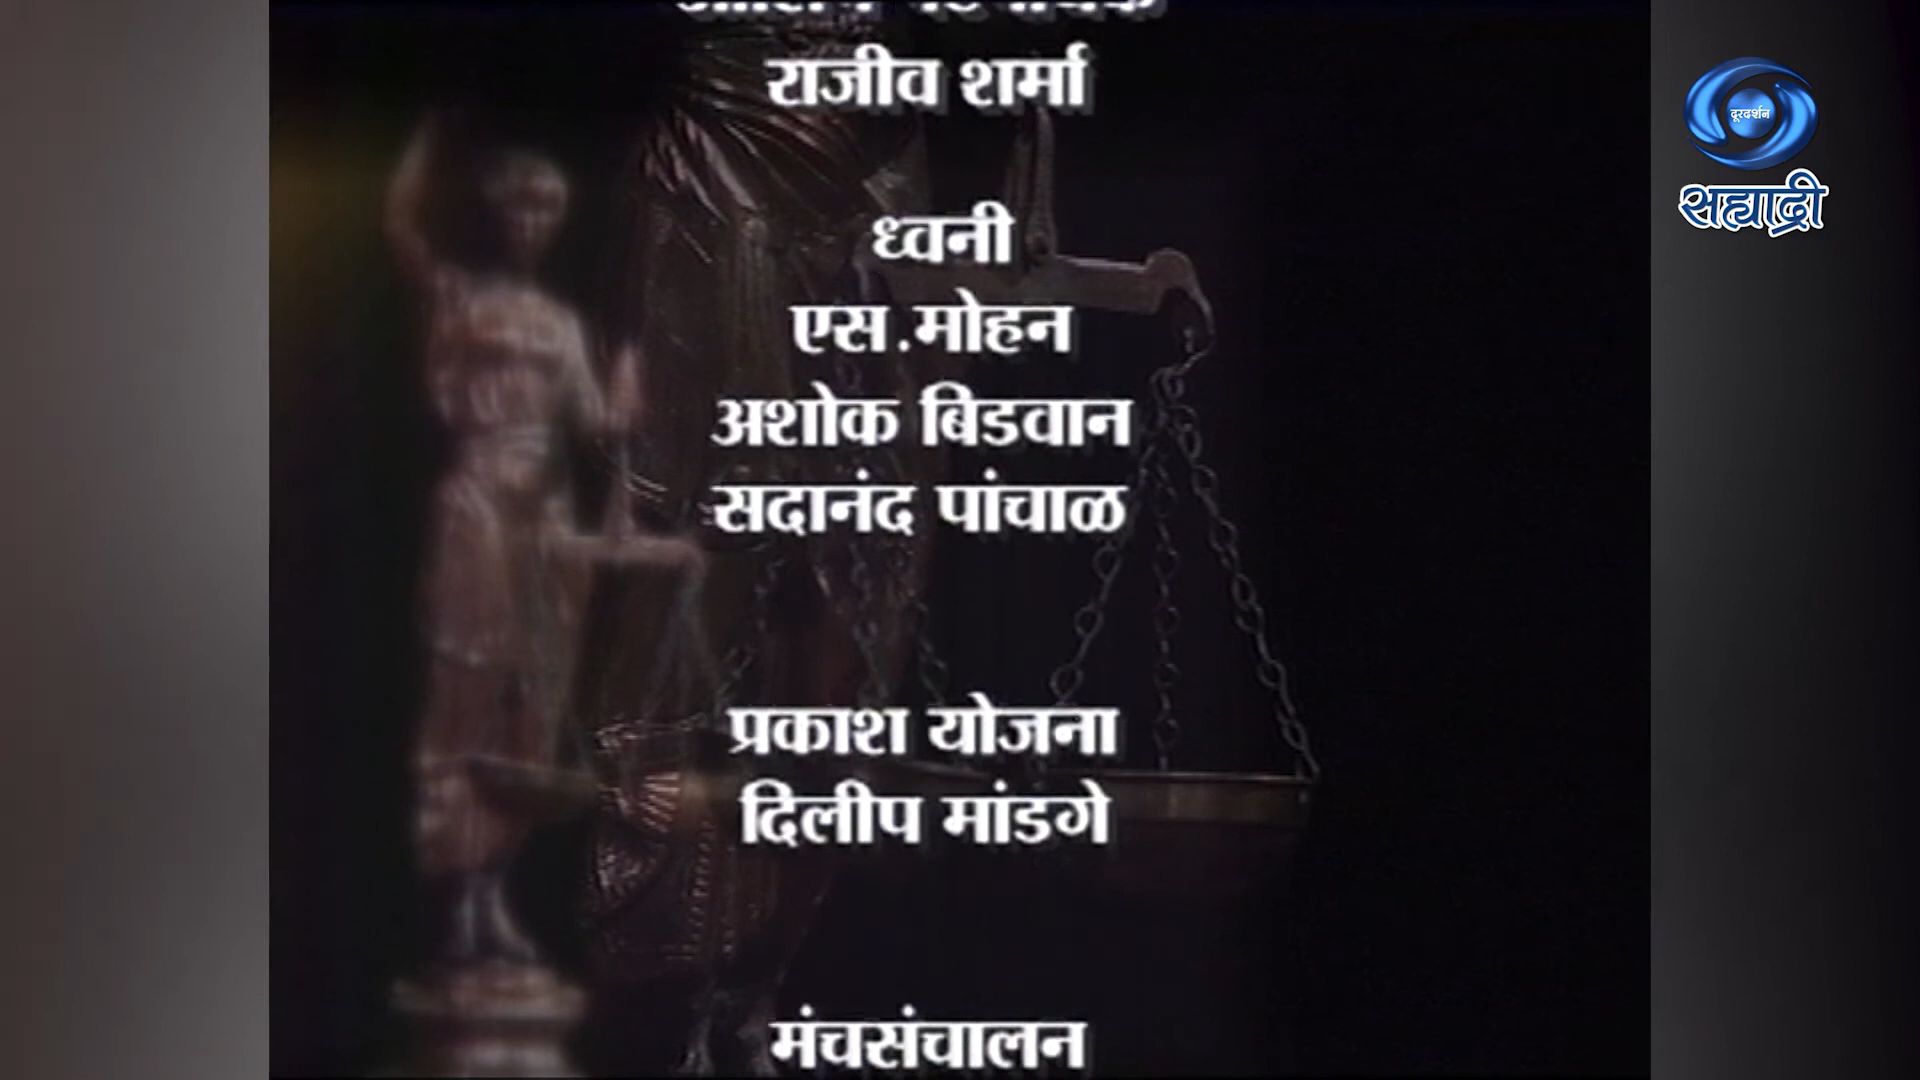 राजीव शर्मा
ध्वनी
एस.मोहन
अशोक बिडवान
सदानंद पांचाळ
प्रकाश योजना
दिलीप मांडगे
मंचसंचालन
दूरदर्शन
सह्याद्री